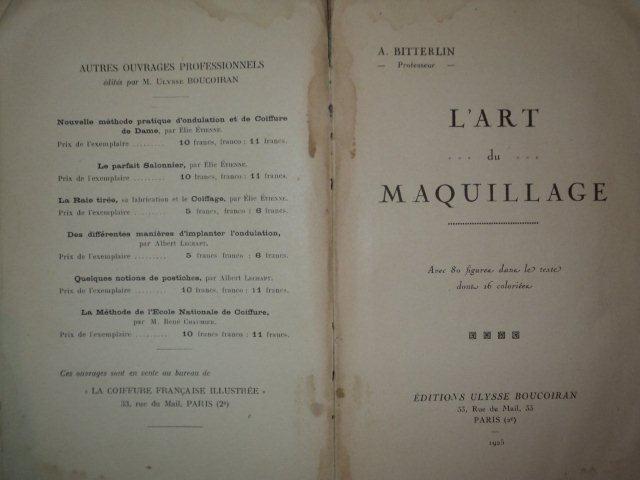 AUTRES OUVRAGES PROFESSIONNELS
édités par M. ULYSSE BOUCOIRAN
Nouvelle méthode pratique d'ondulation et de Coiffure
de Dame, par Elie ÉTIENNE.
Prix de l'exemplaire ......... 10 francs, franco : 11 francs.
Le parfait Salonnier, par Elie ÉTIENNE.
Prix de l'exemplaire ......... 10 francs, franco : 11 francs.
La Raie tirée, sa fabrication et le Coiffage, par Élie ÉTIENNE.
Prix de l'exemplaire ......... 5 francs, franco : 6 francs.
Des différentes manières d'implanter l'ondulation,
par Albert
Prix de l'exemplaire ......... 5 francs franco : 6 francs.
Quelques notions de postiches, par Albert
Prix de l'exemplaire ......... 10 francs, franco : 11 francs.
La Méthode de l'Ecole Nationale de Coiffure,
par M. René
Prix de l'exemplaire ......... 10 francs franco : 11 francs.
Ces ouvrages sont en vente au bureau de
« LA COIFFURE FRANÇAISE ILLUSTRÉE »
33, rue du Mail, PARIS (2e)
A. BITTERLIN
— Professeur —
L'ART
... du ...
MAQUILLAGE
Avec 80 figures dans le texte
dont 16 coloriées
ÉDITIONS ULYSSE BOUCOIRAN
33, Rue du Mail, 33
PARIS (2e)
1925